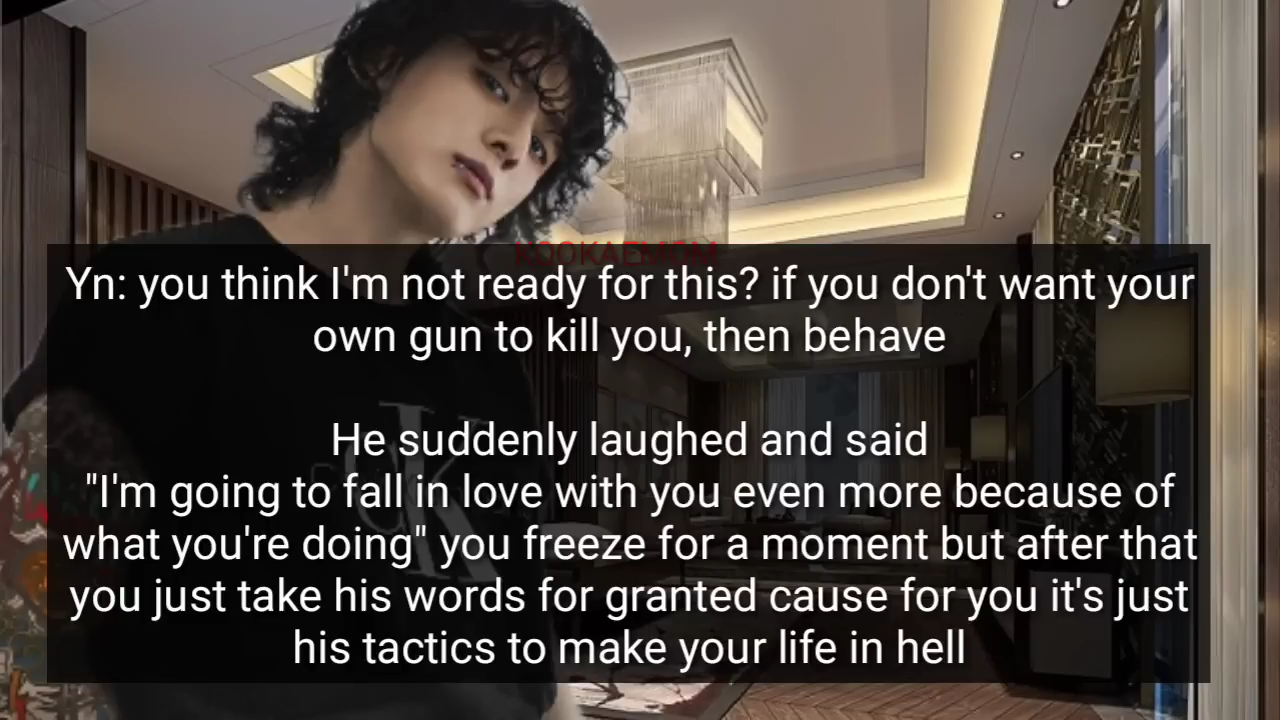 KOOKAEMOM
Yn: you think I'm not ready for this? if you don't want your
own gun to kill you, then behave
He suddenly laughed and said
"I'm going to fall in love with you even more because of
what you're doing" you freeze for a moment but after that
you just take his words for granted cause for you it's just
his tactics to make your life in hell